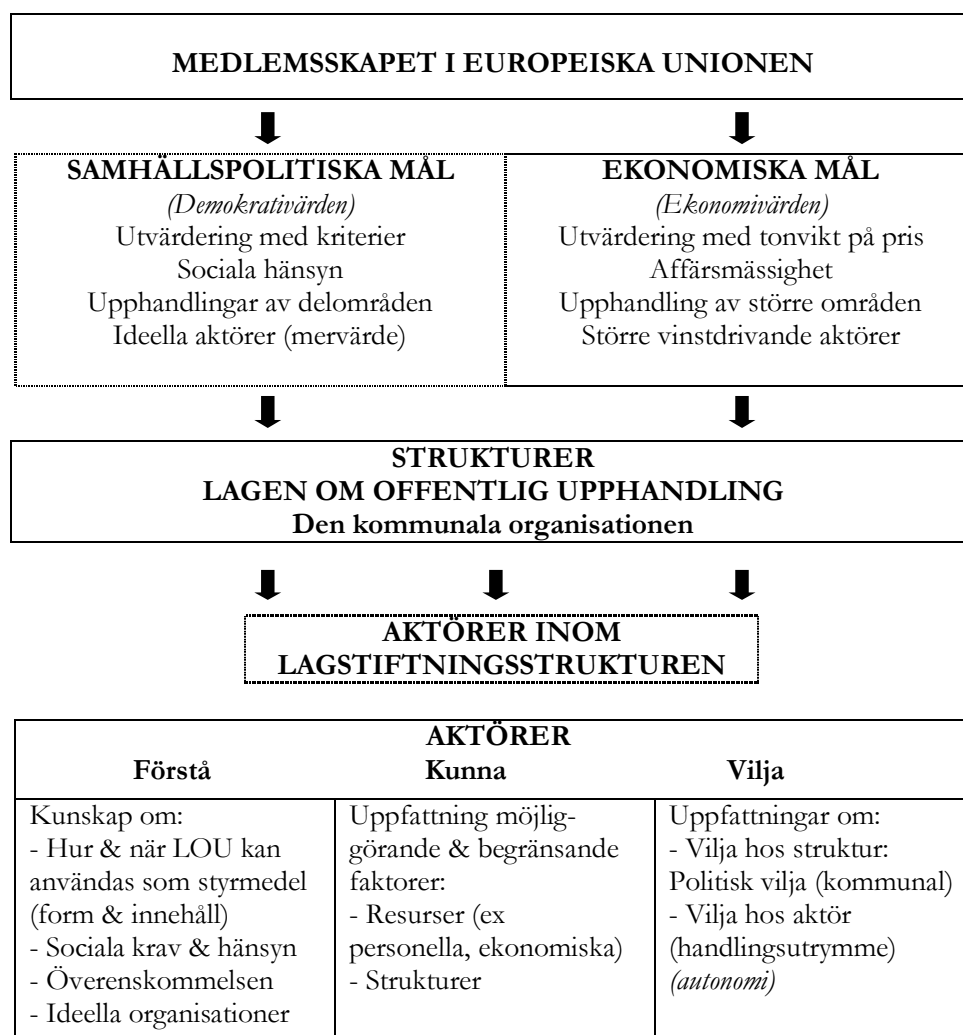 MEDLEMSSKAPET I EUROPEISKA UNIONEN
SAMHÄLLSPOLITISKA MÅL
(Demokrativärden)
Utvärdering med kriterier
Sociala hänsyn
Upphandlingar av delområden
Ideella aktörer (mervärde)
EKONOMISKA MÅL
(Ekonomivärden)
Utvärdering med tonvikt på pris
Affärsmässighet
Upphandling av större områden
Större vinstdrivande aktörer
STRUKTURER
LAGEN OM OFFENTLIG UPPHANDLING
Den kommunala organisationen
AKTÖRER INOM
LAGSTIFTNINGSSTRUKTUREN
AKTÖRER
Förstå Kunna Vilja
Kunskap om:
- Hur & när LOU kan
användas som styrmedel
(form & innehåll)
- Sociala krav & hänsyn
- Överenskommelsen
- Ideella organisationer
Uppfattning möjlig-
görande & begränsande
faktorer:
- Resurser (ex
personella, ekonomiska)
- Strukturer
Uppfattningar om:
- Vilja hos struktur:
Politisk vilja (kommunal)
- Vilja hos aktör
(handlingsutrymme)
(autonomi)